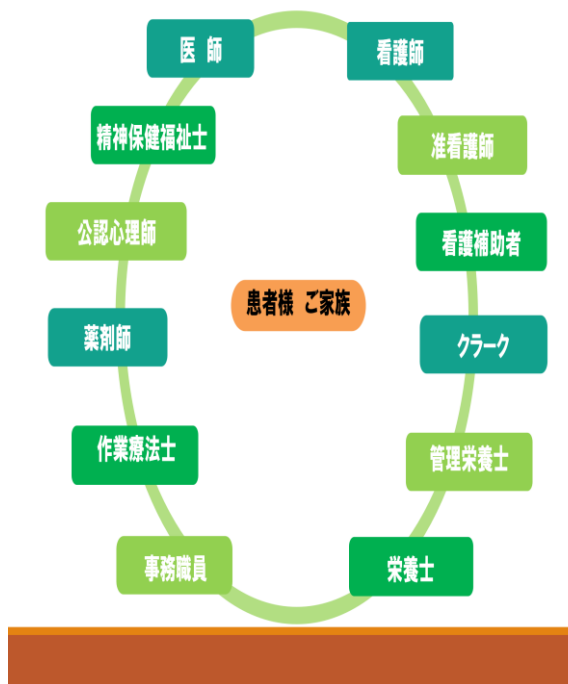 医 師
看護師
精神保健福祉士
准看護師
公認心理師
看護補助者
患者様 ご家族
薬剤師
クラーク
作業療法士
管理栄養士
事務職員
栄養士